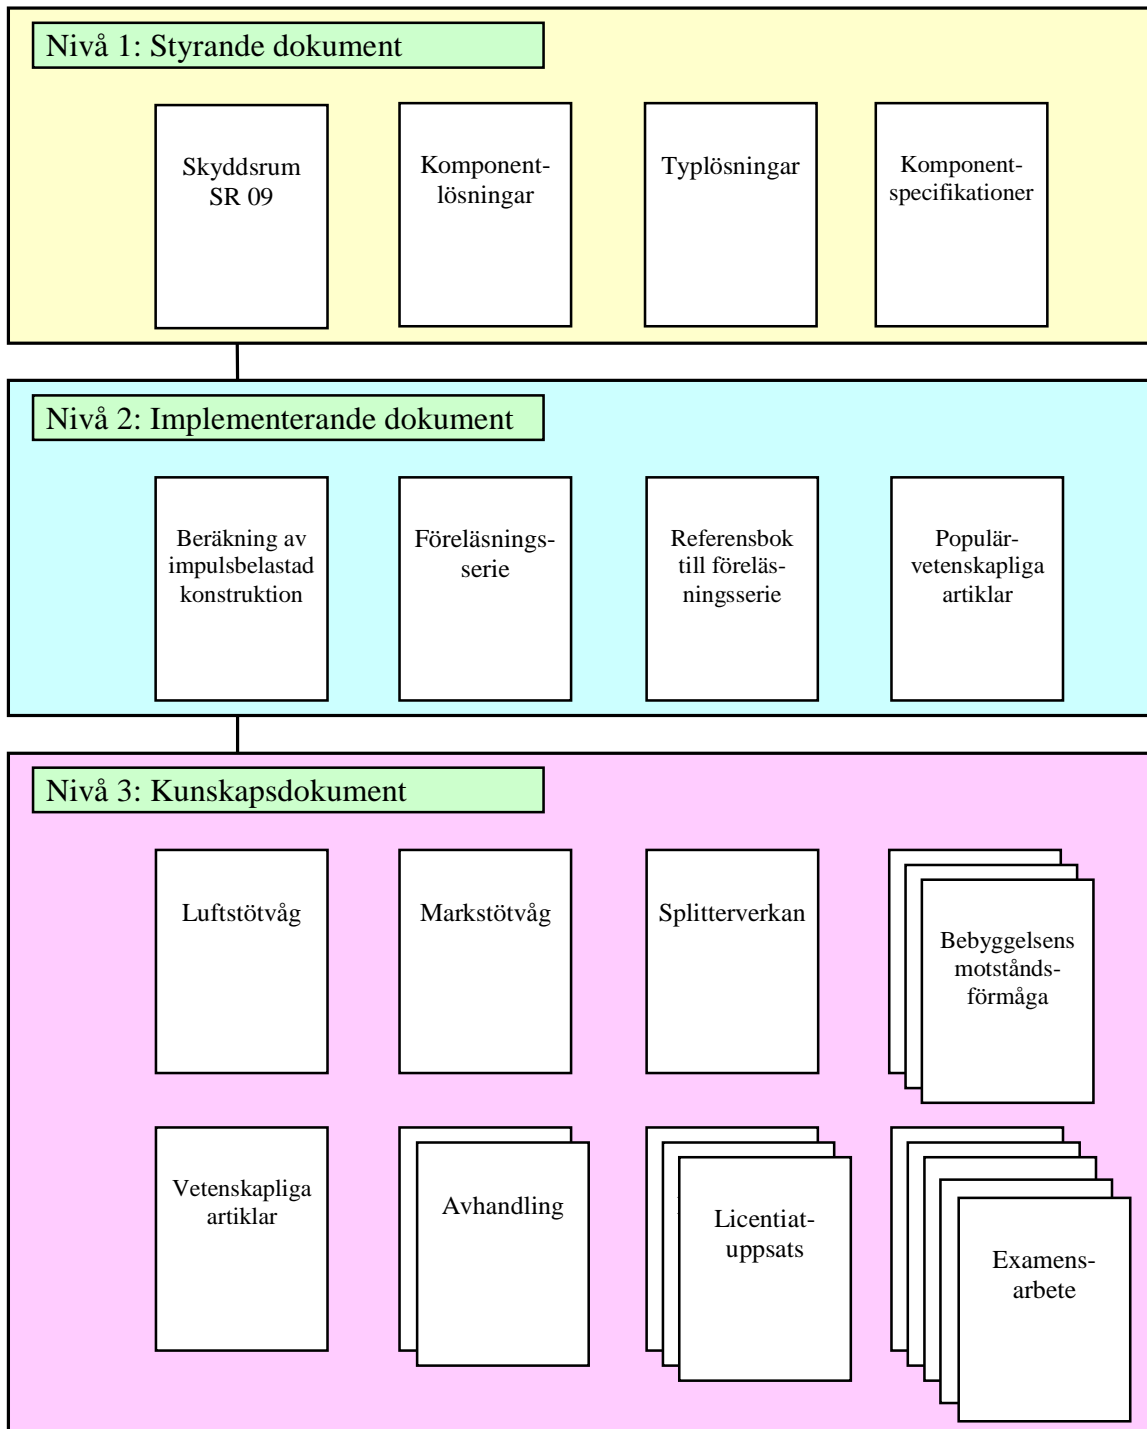 Nivå 1: Styrande dokument
Skyddsrum
SR 09
Komponent-
lösningar
Typlösningar
Komponent-
specifikationer
Nivå 2: Implementerande dokument
Beräkning av
impulsbelastad
konstruktion
Föreläsnings-
serie
Referensbok
till föreläs-
ningsserie
Populär-
vetenskapliga
artiklar
Nivå 3: Kunskapsdokument
Luftstötvåg
Markstötvåg
Splitterverkan
Bebyggelsens
motstånds-
förmåga
Vetenskapliga
artiklar
Avhandling
Licentiat-
uppsats
Examens-
arbete